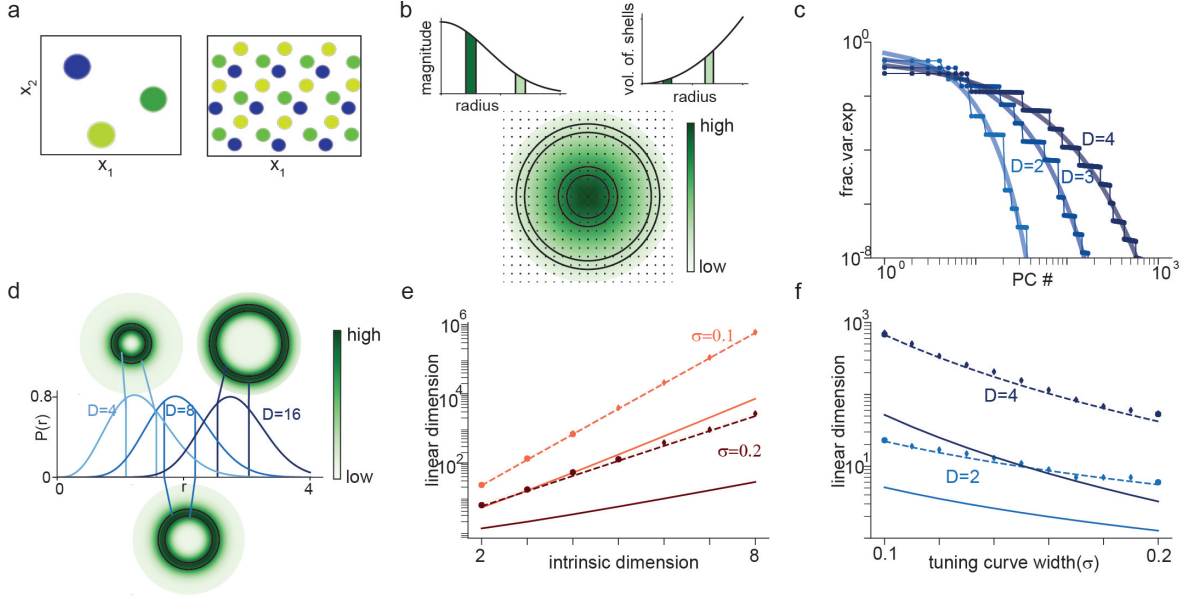 a
x2
x1
x1
b
magnitude
radius
vol. of. shells
radius
high
low
c
10^0
frac.var.exp
10^-8
D=2
D=3
D=4
10^0
PC #
10^3
d
high
low
0.8
P(r)
0
D=4
D=8
D=16
0
r
4
e
10^6
10^4
10^2
linear dimension
σ=0.1
σ=0.2
2
intrinsic dimension
8
f
10^3
10^1
linear dimension
D=4
D=2
0.1
tuning curve width(σ)
0.2